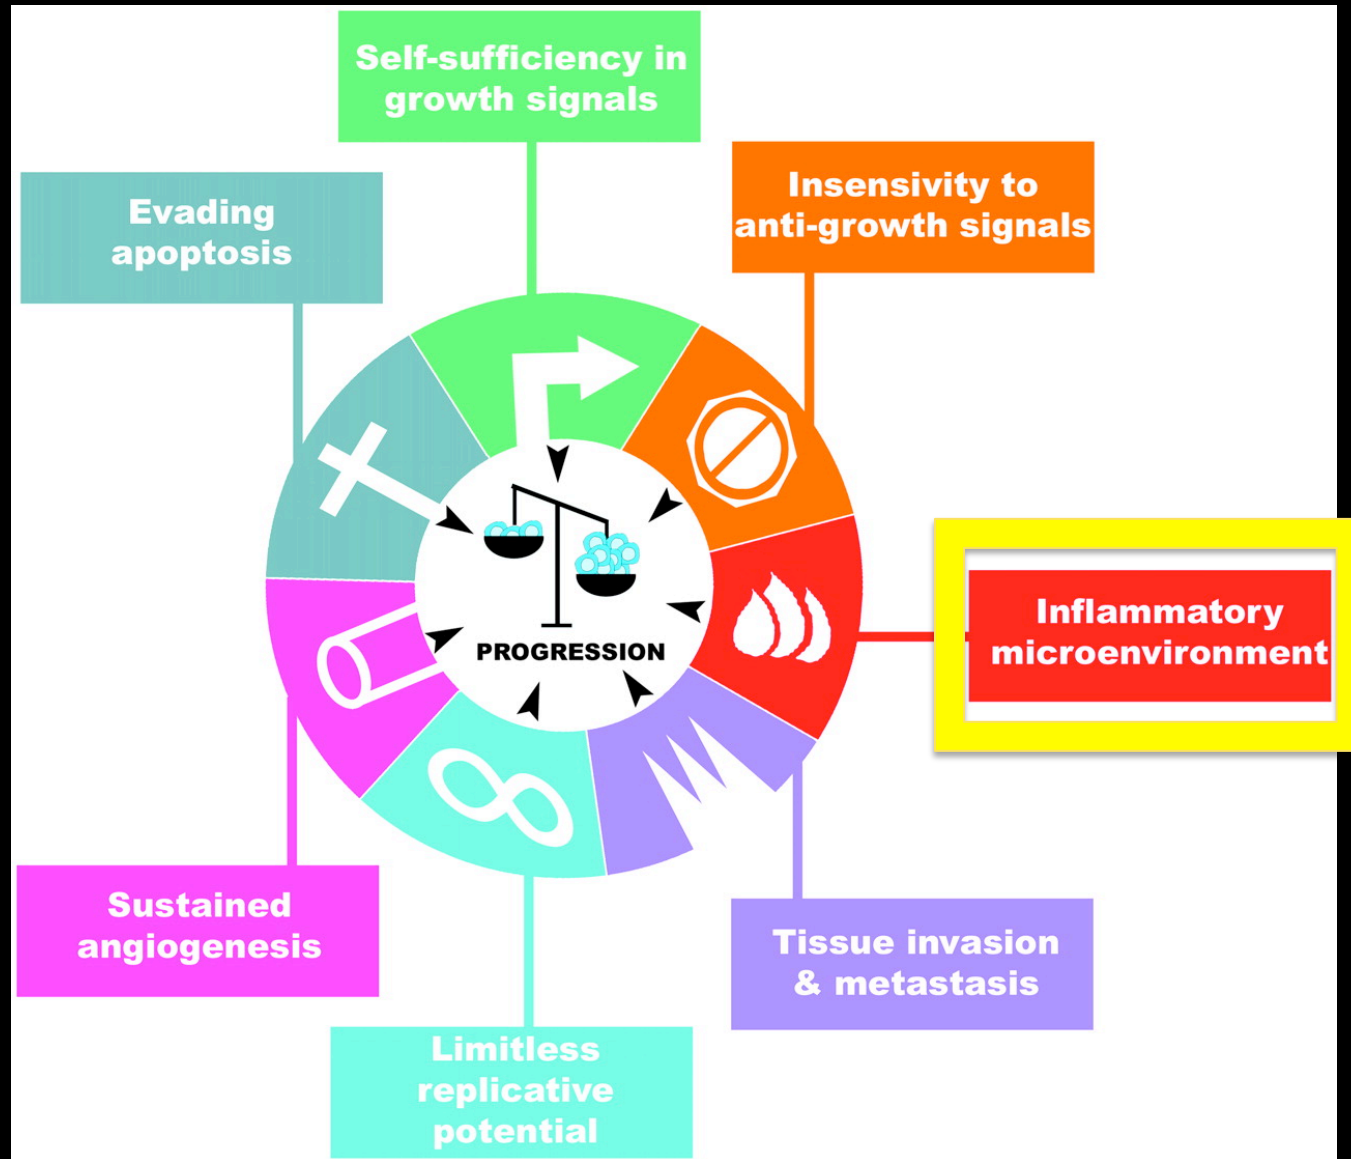 Self-sufficiency in
growth signals
Insensivity to
anti-growth signals
Evading
apoptosis
Inflammatory
microenvironment
PROGRESSION
Sustained
angiogenesis
Tissue invasion
& metastasis
Limitless
replicative
potential